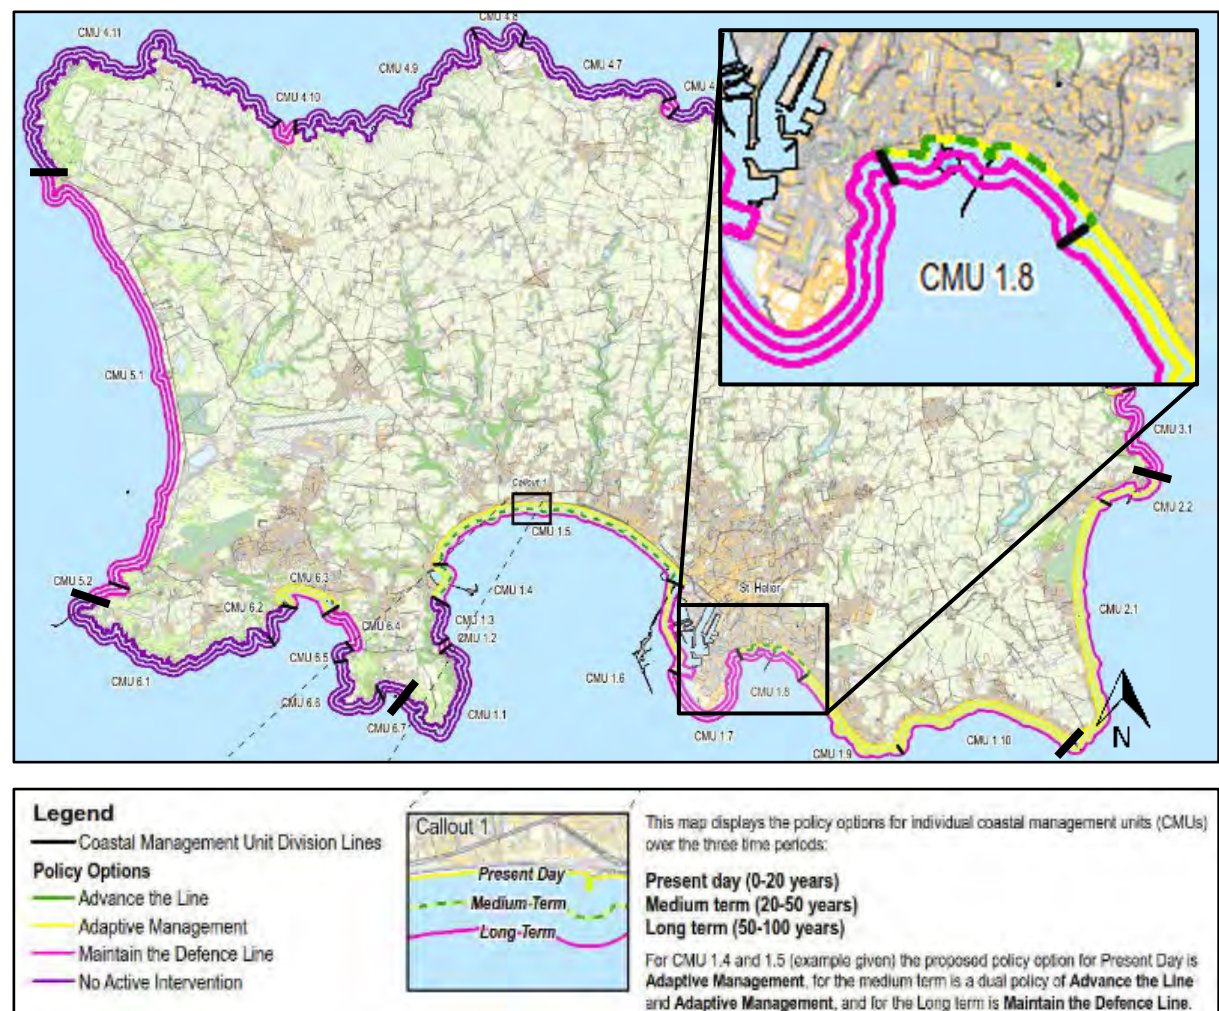 CMU 4.11
CMU 4.8
CMU 4.9
CMU 4.7
CMU 4.10
CMU 4.
CMU 1.8
CMU 5.1
CMU 3.1
Callout 1
CMU 2.2
CMU 1.5
CMU 5.2
CMU 6.3
CMU 1.4
St Helier
CMU 6.2
CMU 2.1
CMU 6.4
CMU 1.3
CMU 1.2
CMU 6.5
CMU 6.1
CMU 1.6
CMU 1.8
CMU 6.6
CMU 6.7
CMU 1.1
CMU 1.7
CMU 1.9
CMU 1.10
N
Legend
Coastal Management Unit Division Lines
Policy Options
Advance the Line
Adaptive Management
Maintain the Defence Line
No Active Intervention
Callout 1
Present Day
Medium-Term
Long-Term
This map displays the policy options for individual coastal management units (CMUs)
over the three time periods:
Present day (0-20 years)
Medium term (20-50 years)
Long term (50-100 years)
For CMU 1.4 and 1.5 (example given) the proposed policy option for Present Day is
Adaptive Management, for the medium term is a dual policy of Advance the Line
and Adaptive Management, and for the Long term is Maintain the Defence Line.